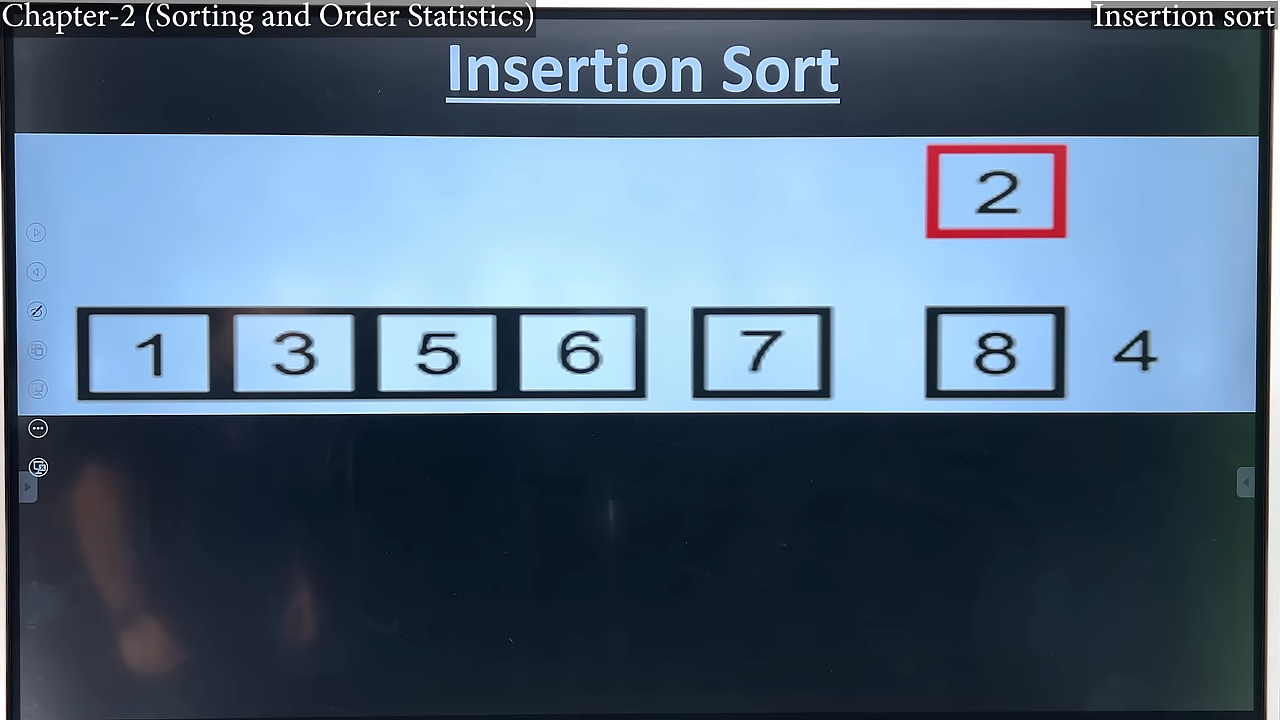 Chapter-2 (Sorting and Order Statistics)
Insertion sort
Insertion Sort
2
1 3 5 6 7 8 4